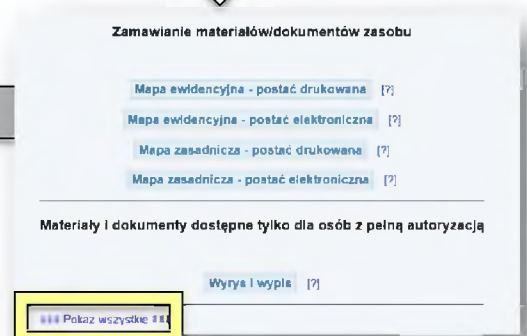 Zamawianie materiałów/dokumentów zasobu
Mapa ewidencyjna - postać drukowana [?]
Mapa ewidencyjna - postać elektroniczna [?]
Mapa zasadnicza - postać drukowana [?]
Mapa zasadnicza - postać elektroniczna [?]
Materiały i dokumenty dostępne tylko dla osób z pełną autoryzacją
Wyrys i wypis [?]
Pokaz wszystkie